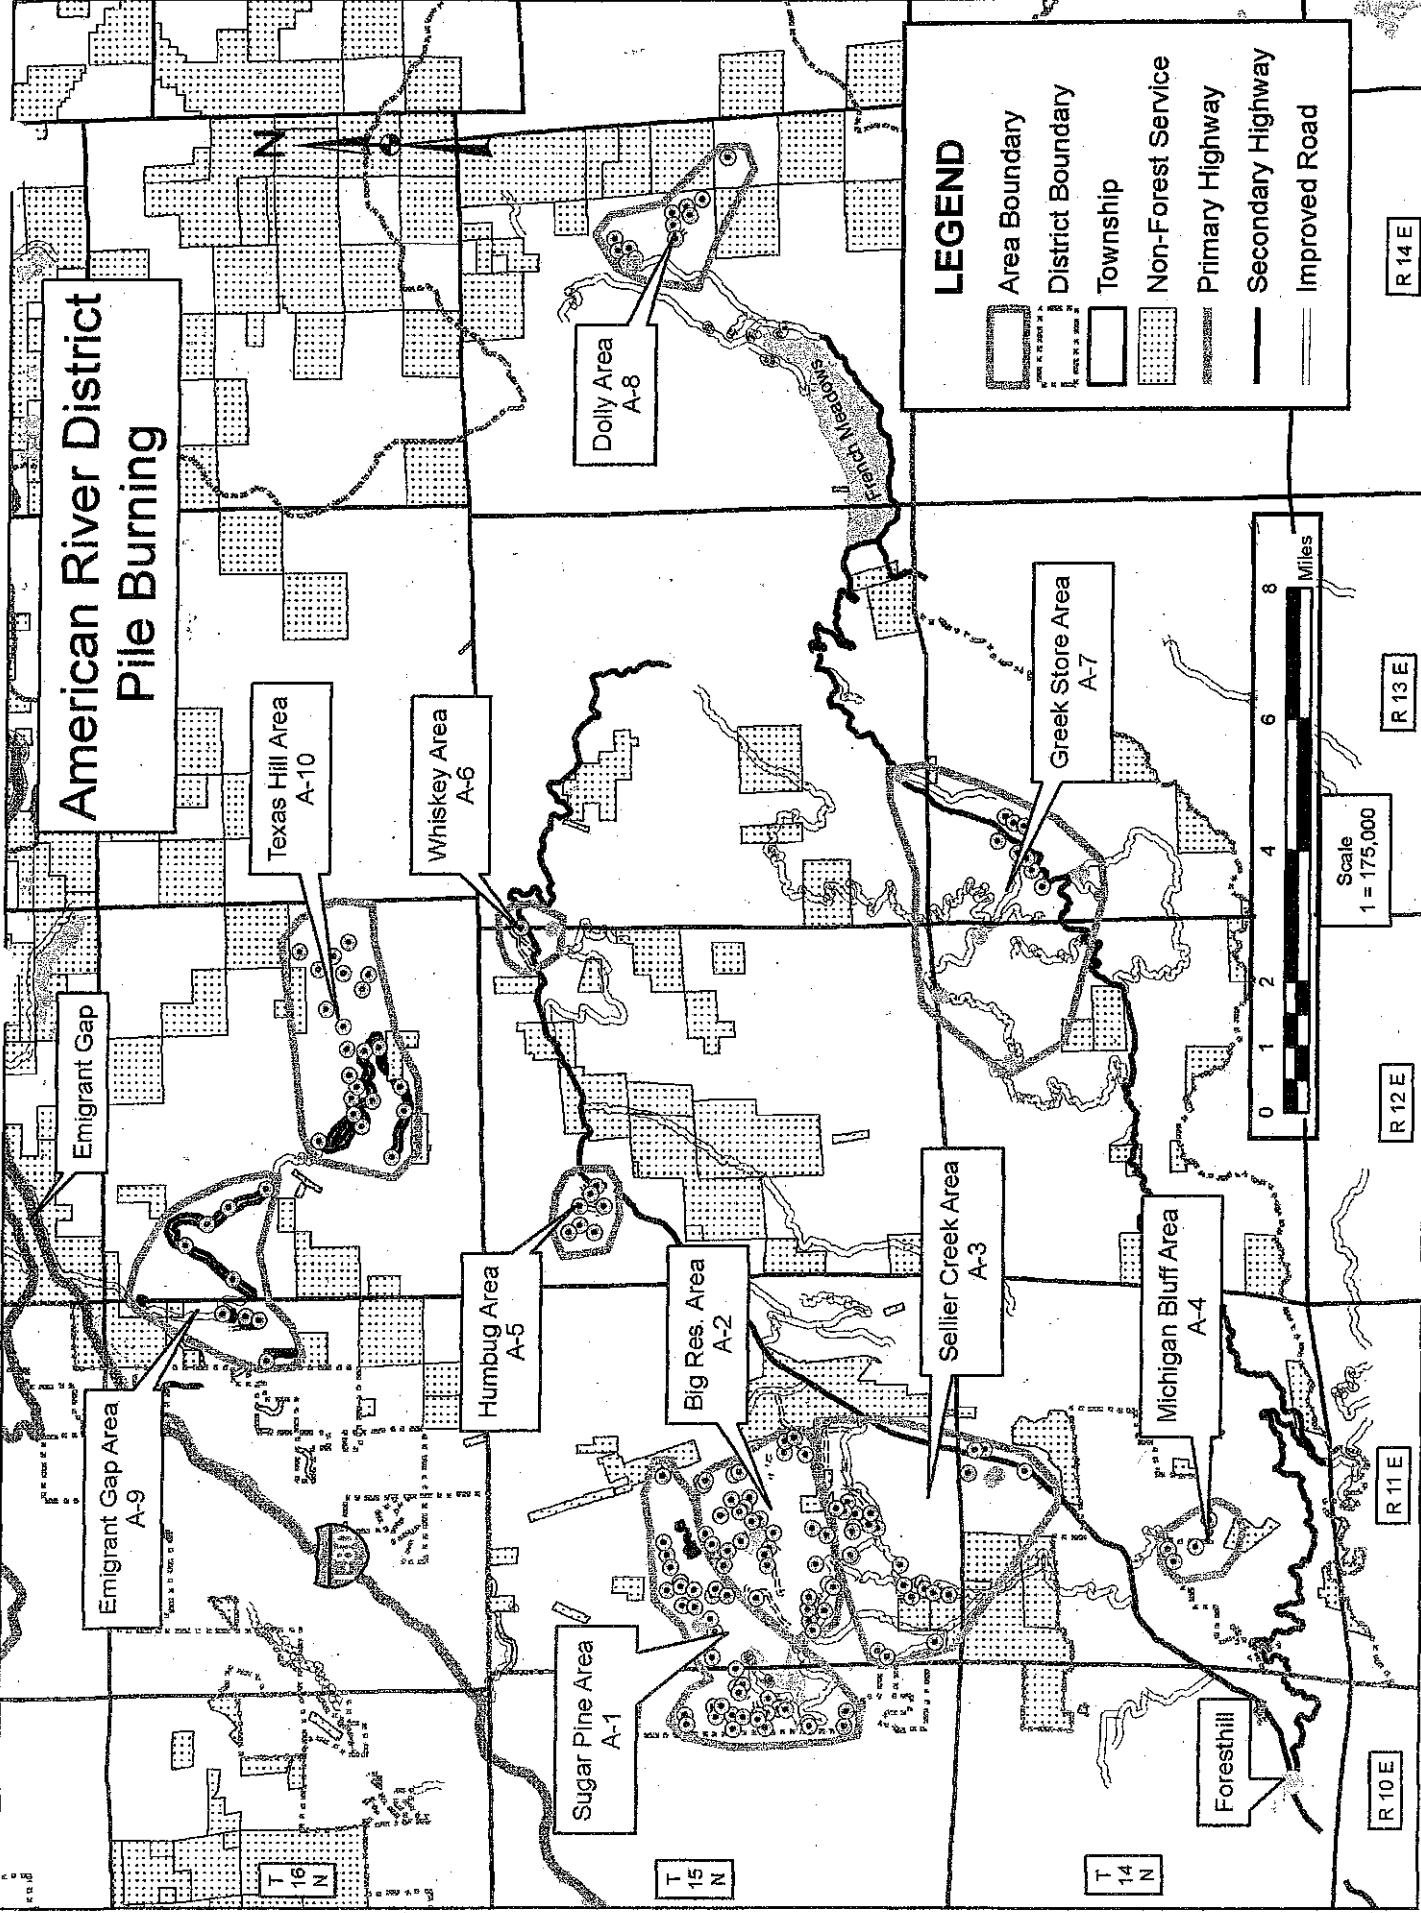 American River District
Pile Burning
N
Emigrant Gap
Texas Hill Area
A-10
Emigrant Gap Area
A-9
80
T
16
N
Whiskey Area
A-6
Dolly Area
A-8
Humbug Area
A-5
Big Res. Area
A-2
Sugar Pine Area
A-1
T
15
N
French Meadows
Sellier Creek Area
A-3
Greek Store Area
A-7
Michigan Bluff Area
A-4
Foresthill
T
14
N
LEGEND
Area Boundary
District Boundary
Township
Non-Forest Service
Primary Highway
Secondary Highway
Improved Road
0 1 2 4 6 8
Miles
Scale
1 = 175,000
R 10 E
R 11 E
R 12 E
R 13 E
R 14 E